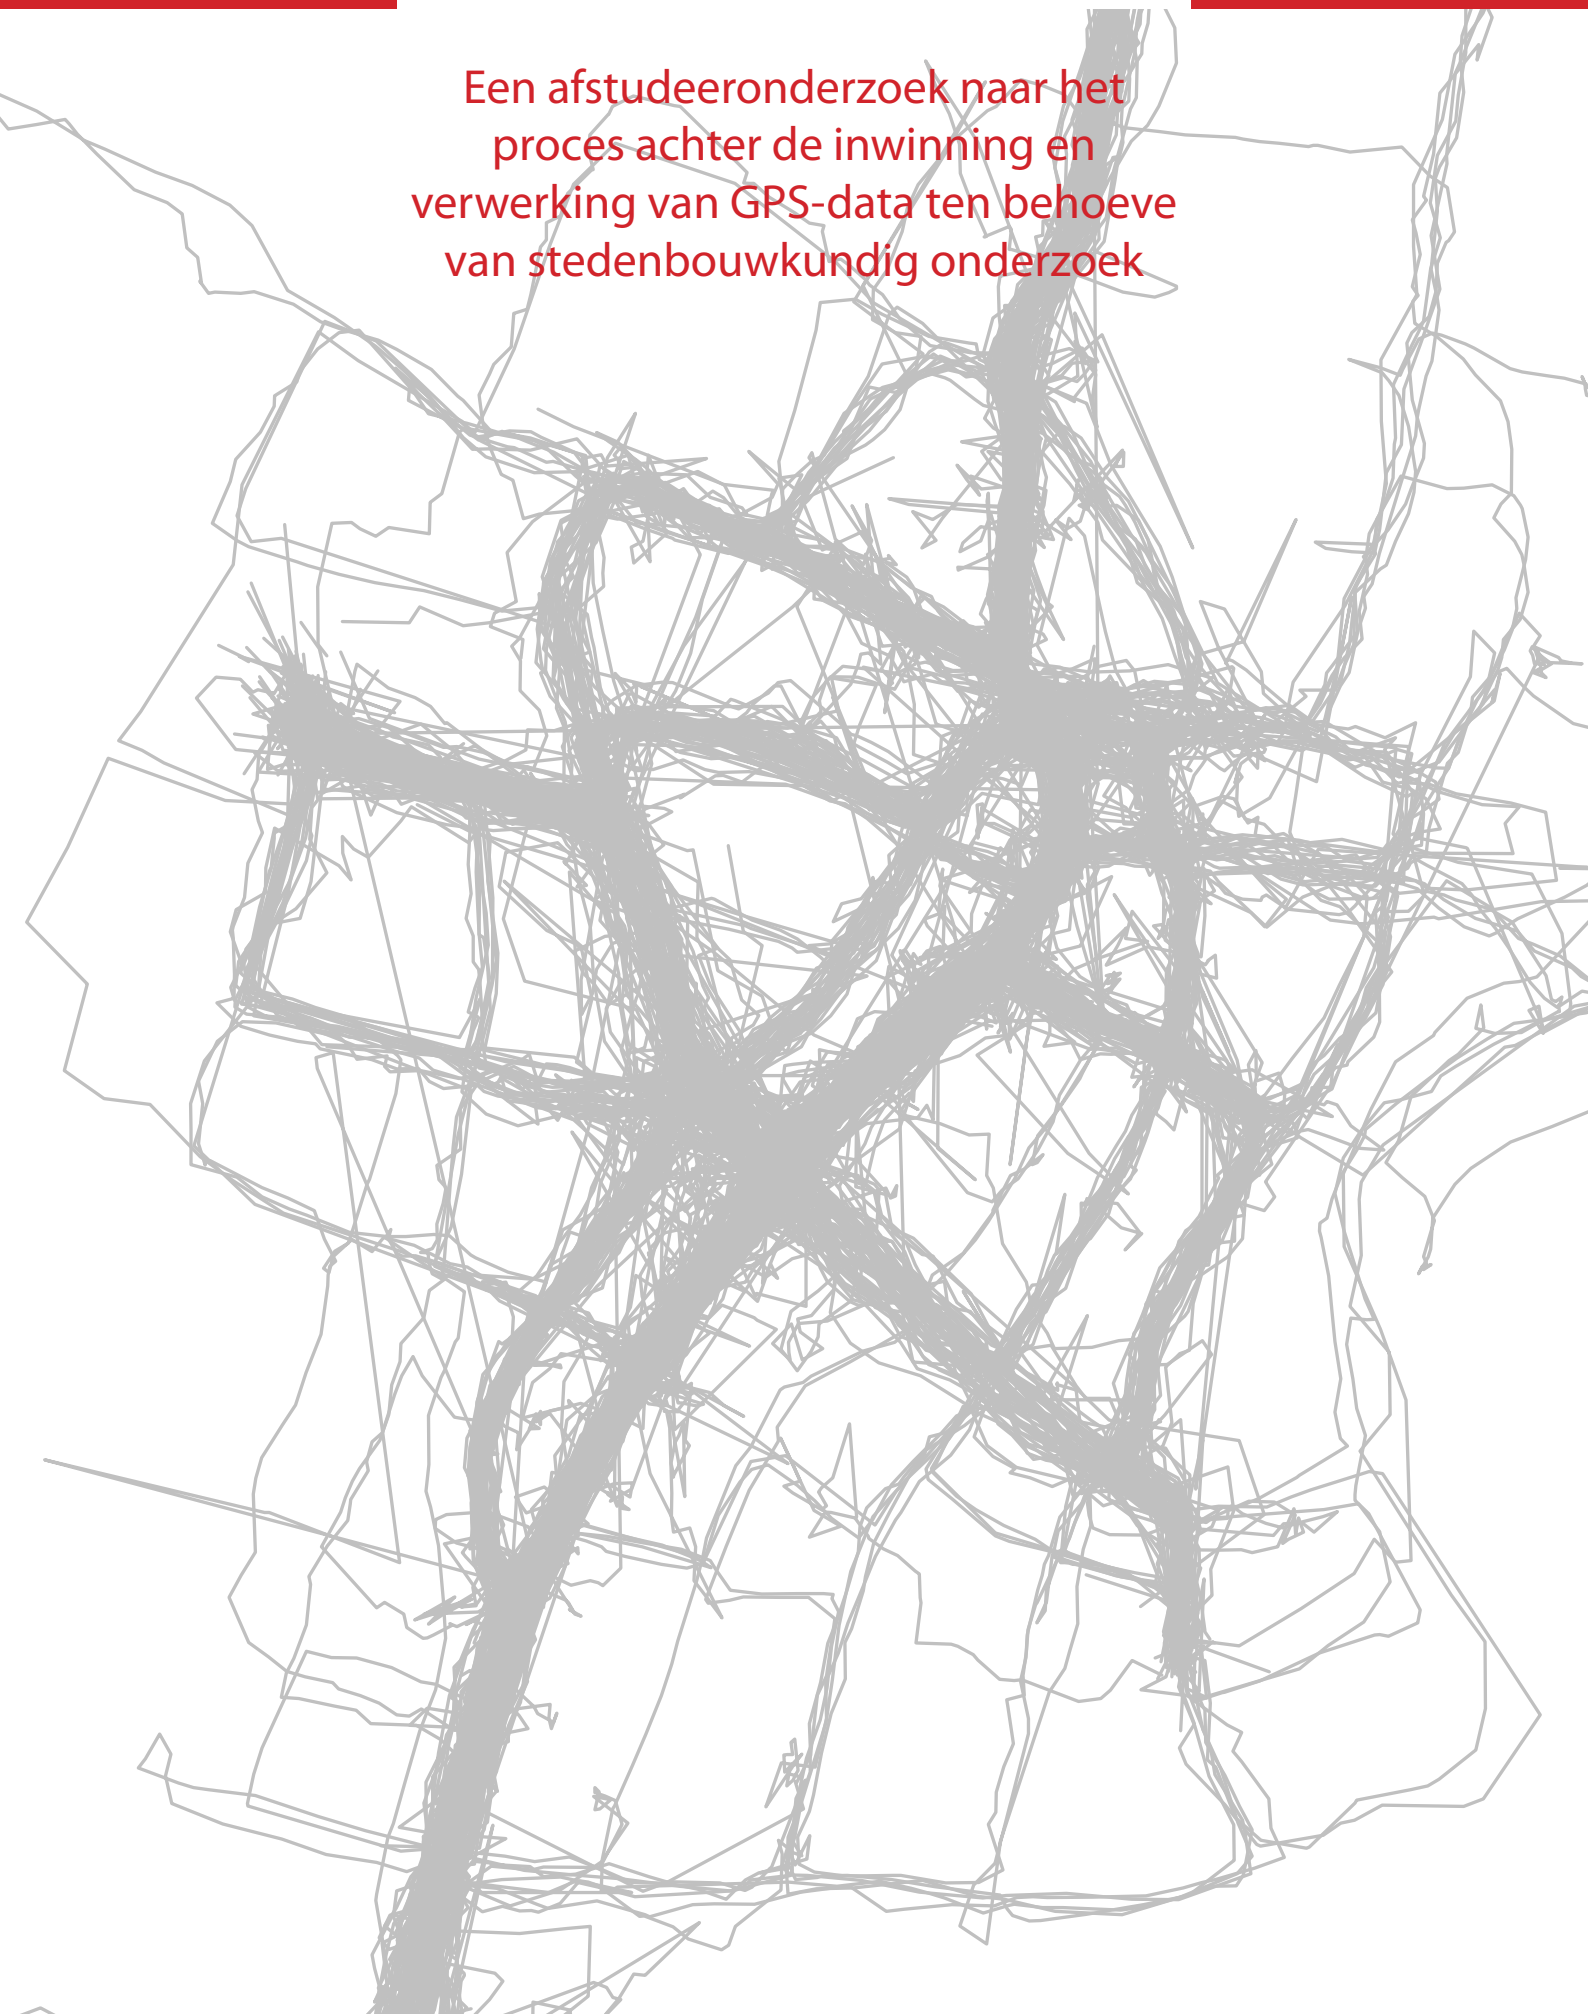 Een afstudeeronderzoek naar het
proces achter de inwinning en
verwerking van GPS-data ten behoeve
van stedenbouwkundig onderzoek